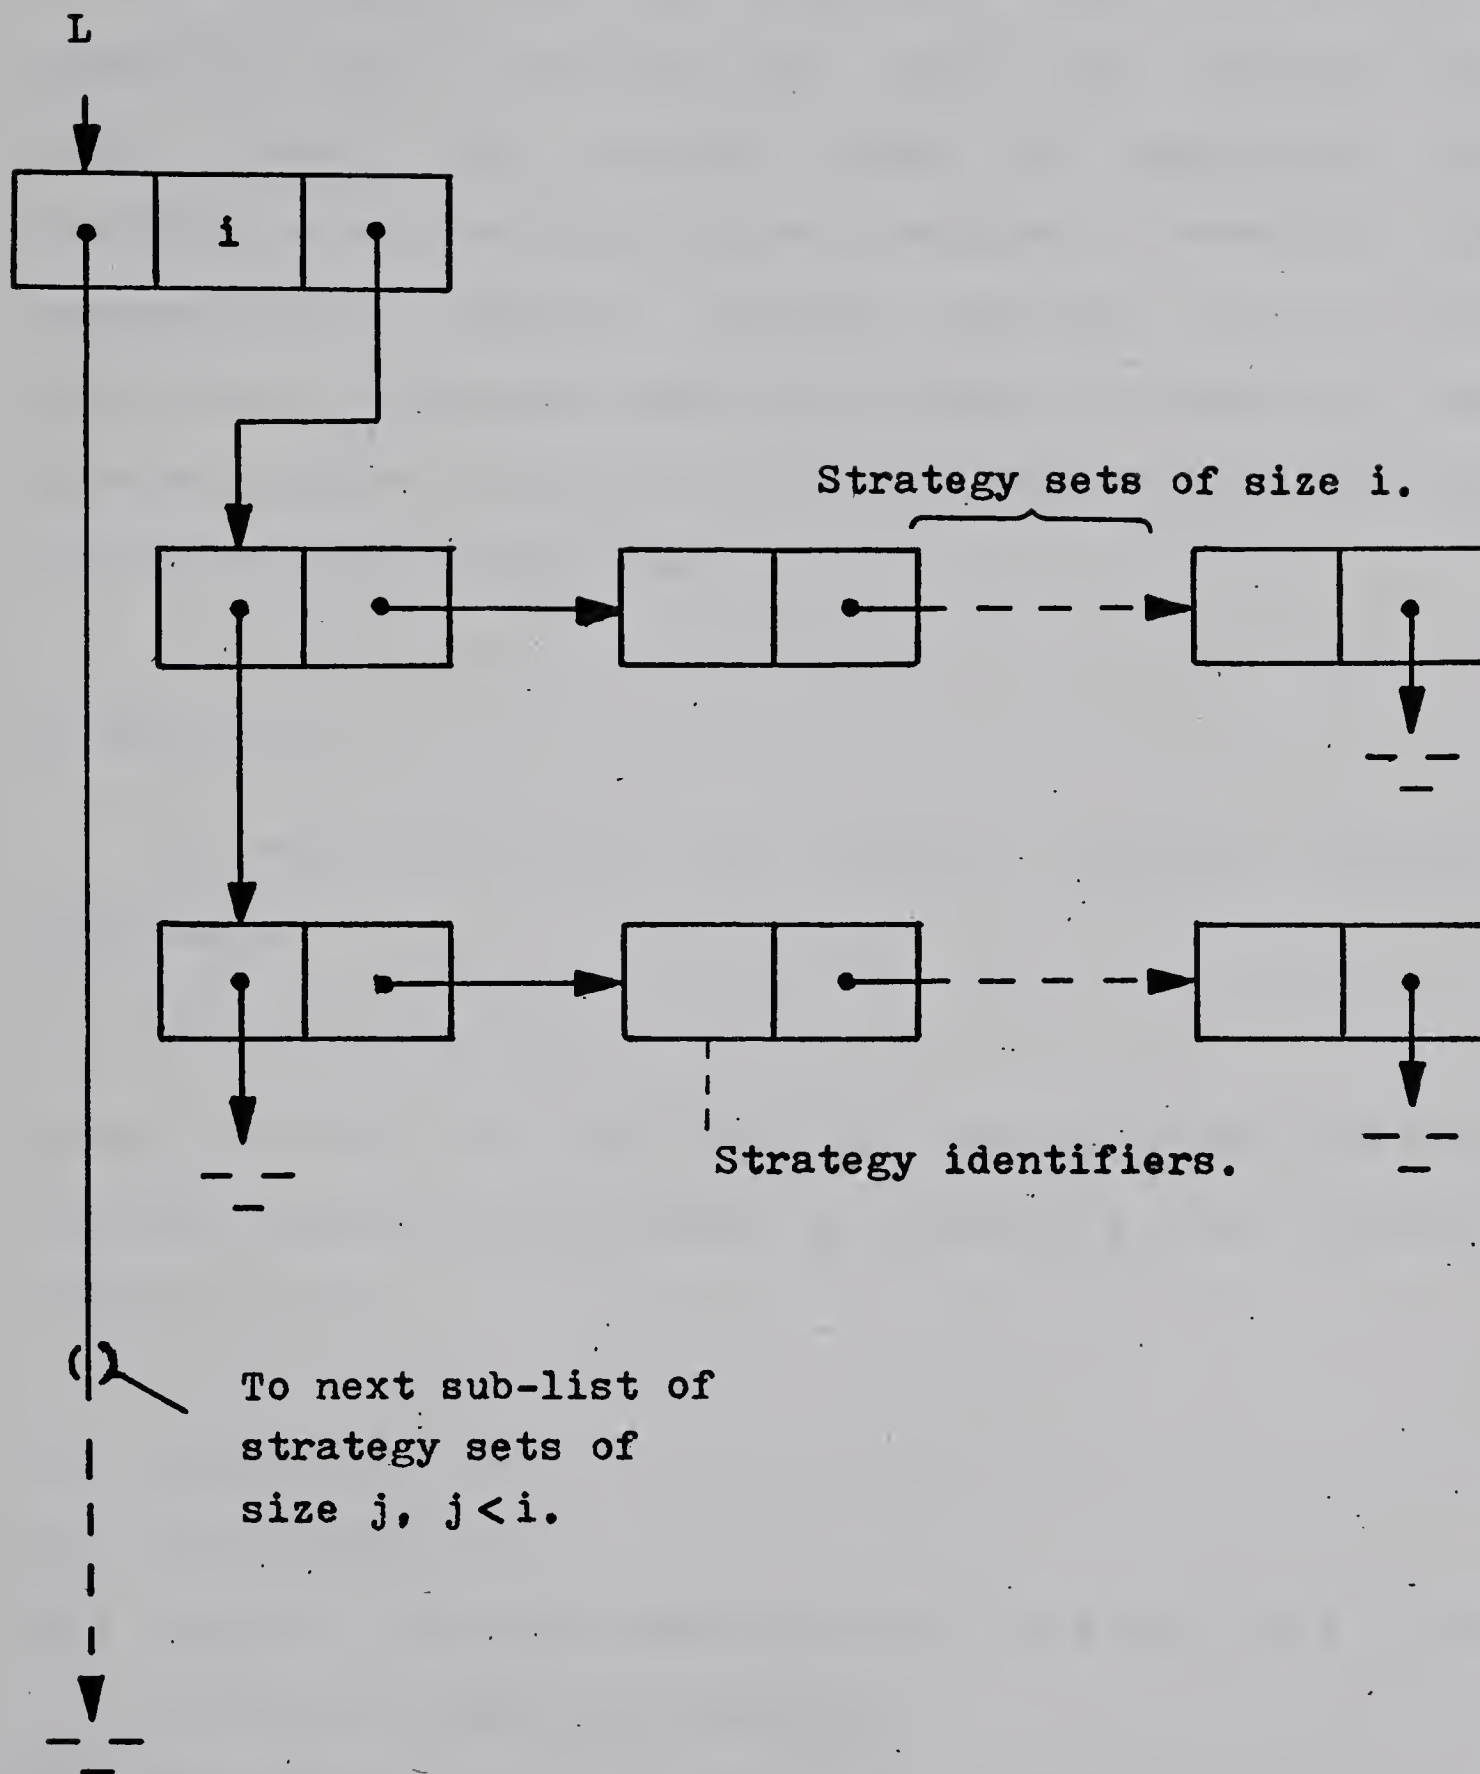 L
i
Strategy sets of size i.
Strategy identifiers.
To next sub-list of
strategy sets of
size j, j < i.